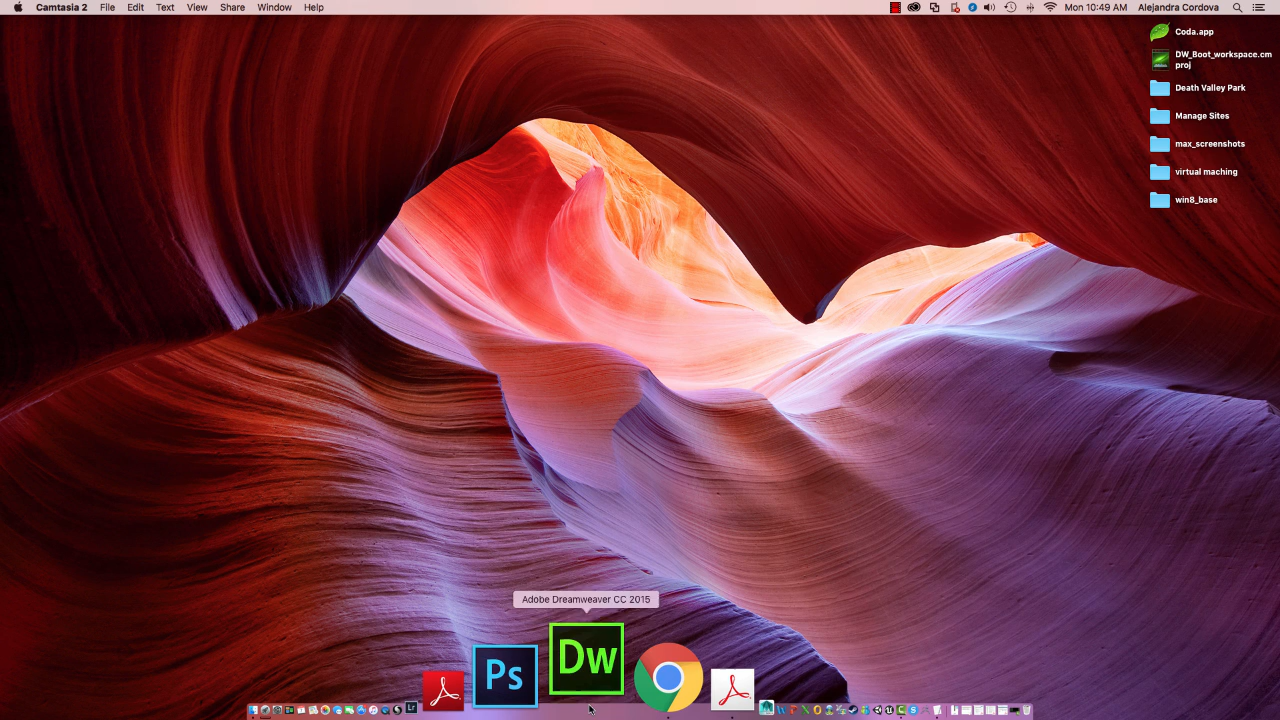 Camtasia 2 File Edit Text View Share Window Help Mon 10:49 AM Alejandra Cordova
Coda.app
DW_Boot_workspace.cm
proj
Death Valley Park
Manage Sites
max_screenshots
virtual maching
win8_base
Adobe Dreamweaver CC 2015
Ps
Dw
Lr